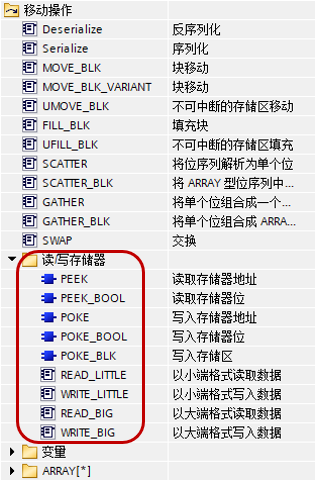 移动操作
Deserialize 反序列化
Serialize 序列化
MOVE_BLK 块移动
MOVE_BLK_VARIANT 块移动
UMOVE_BLK 不可中断的存储区移动
FILL_BLK 填充块
UFILL_BLK 不可中断的存储区填充
SCATTER 将位序列解析为单个位
SCATTER_BLK 将 ARRAY 型位序列中...
GATHER 将单个位组合成一个...
GATHER_BLK 将单个位组合成 ARRA...
SWAP 交换
读/写存储器
PEEK 读取存储器地址
PEEK_BOOL 读取存储器位
POKE 写入存储器地址
POKE_BOOL 写入存储器位
POKE_BLK 写入存储区
READ_LITTLE 以小端格式读取数据
WRITE_LITTLE 以小端格式写入数据
READ_BIG 以大端格式读取数据
WRITE_BIG 以大端格式写入数据
变量
ARRAY[*]